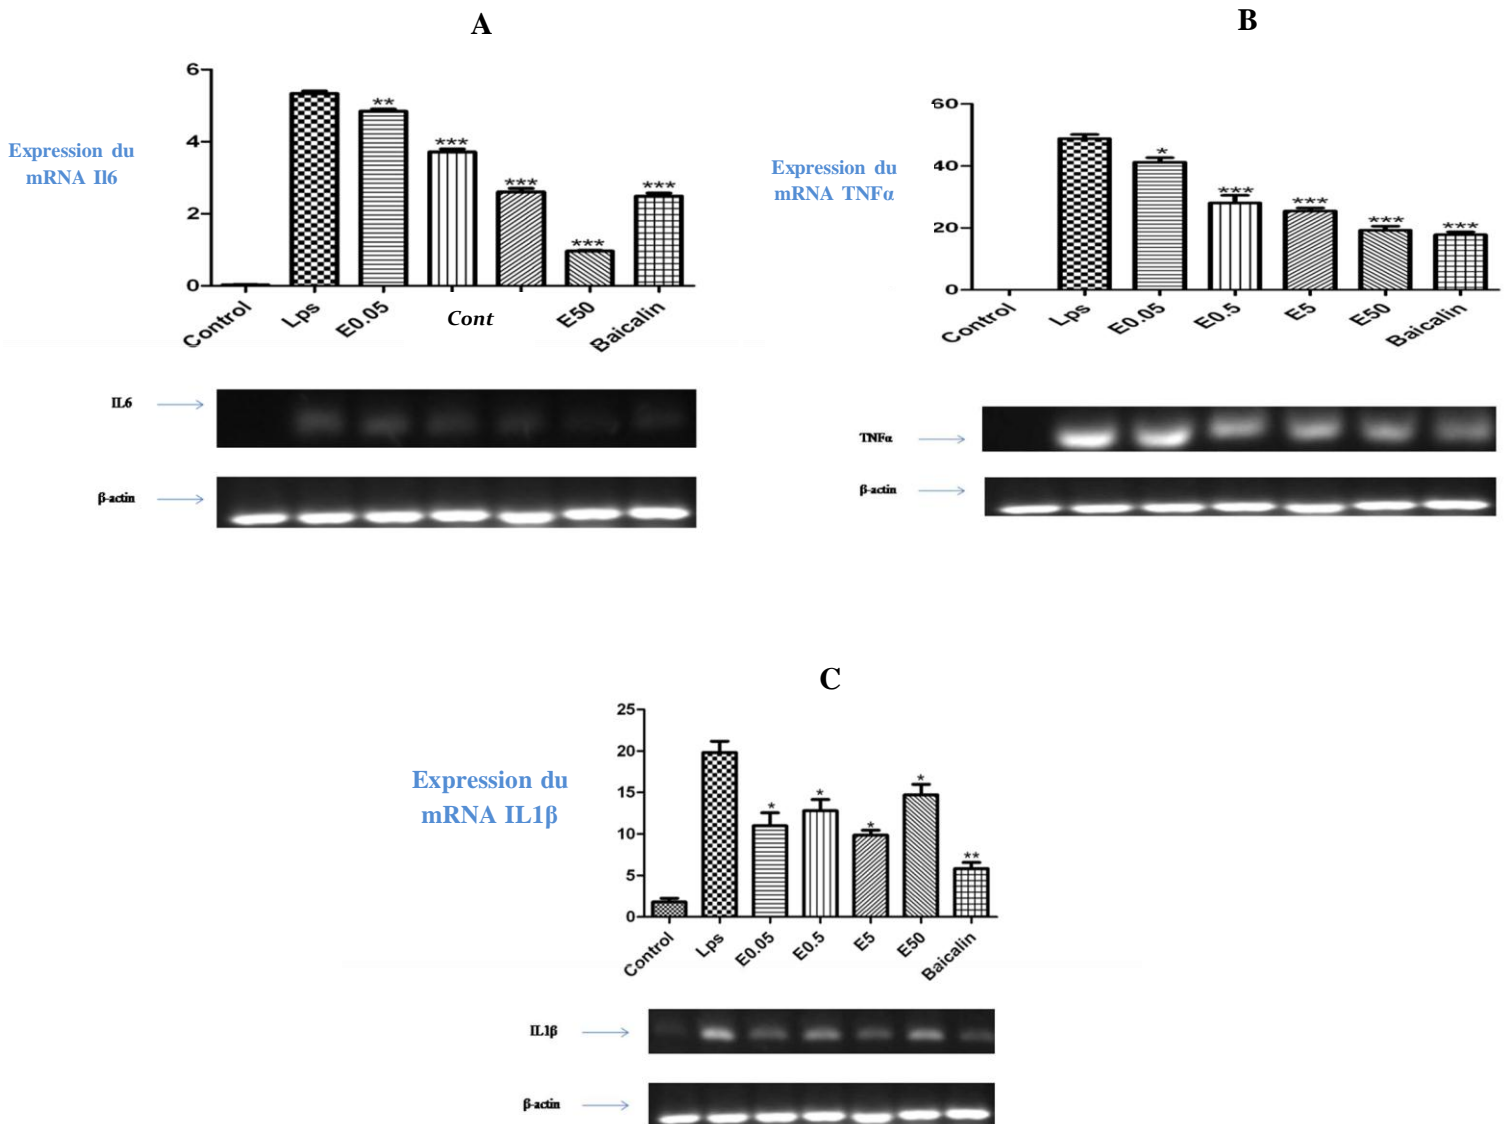 A
6
4
2
0
Expression du
mRNA Il6
**
***
***
***
***
Control
Lps
E0.05
Cont
E50
Baicalin
IL6
β-actin
B
60
40
20
0
Expression du
mRNA TNFα
*
***
***
***
***
Control
Lps
E0.05
E0.5
E5
E50
Baicalin
TNFα
β-actin
C
25
20
15
10
5
0
Expression du
mRNA IL1β
*
*
*
*
**
Control
Lps
E0.05
E0.5
E5
E50
Baicalin
IL1β
β-actin